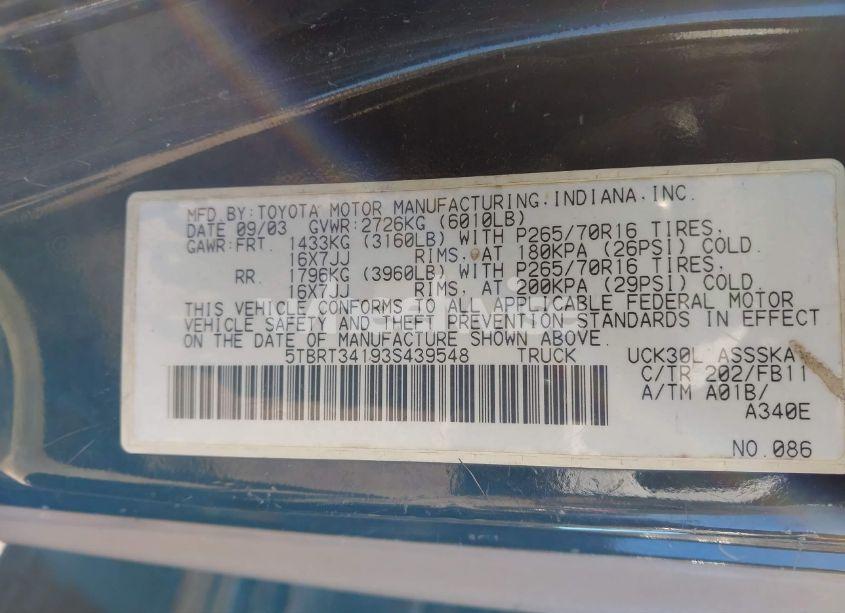 MFD. BY: TOYOTA MOTOR MANUFACTURING, INDIANA, INC.
DATE 09/03 GVWR: 2726KG (6010LB)
GAWR: FRT. 1433KG (3160LB) WITH P265/70R16 TIRES,
16X7JJ RIMS, AT 180KPA (26PSI) COLD.
RR. 1796KG (3960LB) WITH P265/70R16 TIRES,
16X7JJ RIMS, AT 200KPA (29PSI) COLD.
THIS VEHICLE CONFORMS TO ALL APPLICABLE FEDERAL MOTOR
VEHICLE SAFETY AND THEFT PREVENTION STANDARDS IN EFFECT
ON THE DATE OF MANUFACTURE SHOWN ABOVE.
5TBRT34193S439548 TRUCK UCK30L-ASSSKA
C/TR 202/FB11
A/TM A01B/
A340E
NO.086